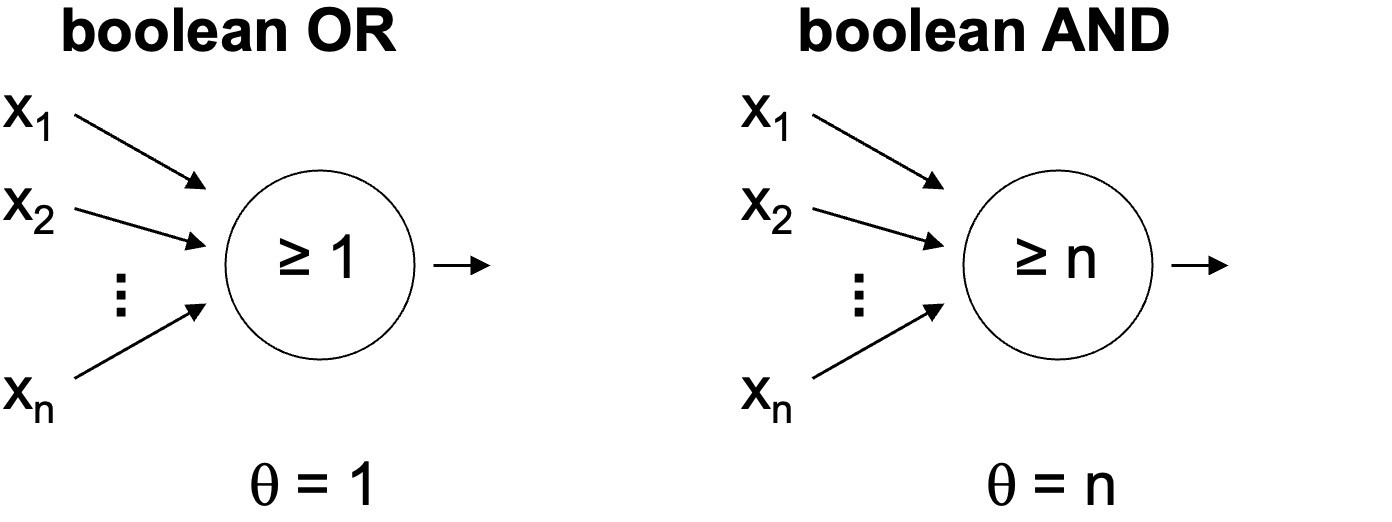 boolean OR
x₁
x₂
⋮
xₙ
≥ 1
θ = 1
boolean AND
x₁
x₂
⋮
xₙ
≥ n
θ = n